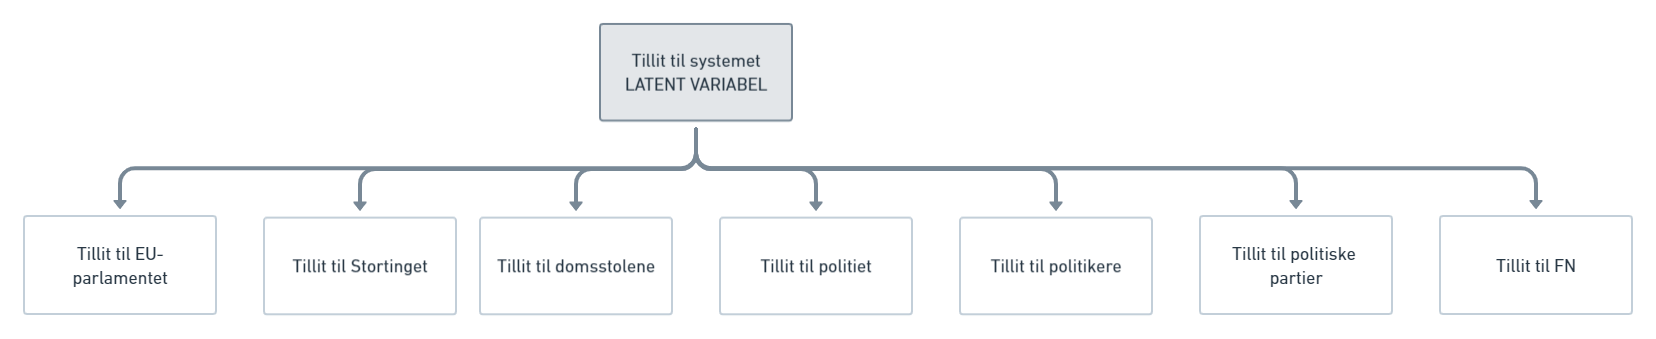 Tillit til systemet
LATENT VARIABEL
Tillit til EU-
parlamentet
Tillit til Stortinget
Tillit til domsstolene
Tillit til politiet
Tillit til politikere
Tillit til politiske
partier
Tillit til FN